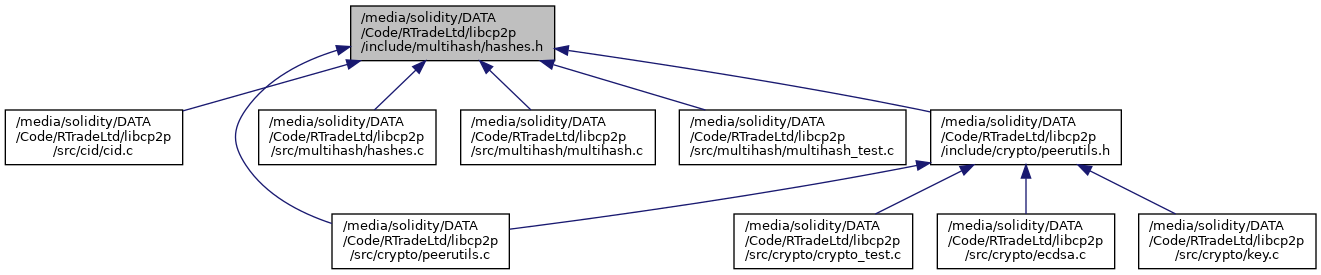 /media/solidity/DATA
/Code/RTradeLtd/libcp2p
/include/multihash/hashes.h
/media/solidity/DATA
/Code/RTradeLtd/libcp2p
/src/cid/cid.c
/media/solidity/DATA
/Code/RTradeLtd/libcp2p
/src/multihash/hashes.c
/media/solidity/DATA
/Code/RTradeLtd/libcp2p
/src/multihash/multihash.c
/media/solidity/DATA
/Code/RTradeLtd/libcp2p
/src/multihash/multihash_test.c
/media/solidity/DATA
/Code/RTradeLtd/libcp2p
/include/crypto/peerutils.h
/media/solidity/DATA
/Code/RTradeLtd/libcp2p
/src/crypto/peerutils.c
/media/solidity/DATA
/Code/RTradeLtd/libcp2p
/src/crypto/crypto_test.c
/media/solidity/DATA
/Code/RTradeLtd/libcp2p
/src/crypto/ecdsa.c
/media/solidity/DATA
/Code/RTradeLtd/libcp2p
/src/crypto/key.c